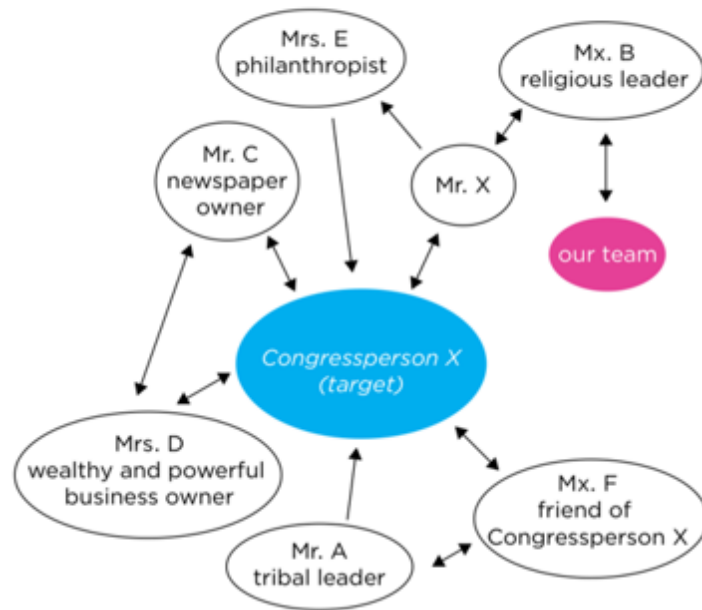 Mrs. E
philanthropist
Mx. B
religious leader
Mr. C
newspaper
owner
Mr. X
our team
Congressperson X
(target)
Mrs. D
wealthy and powerful
business owner
Mx. F
friend of
Congressperson X
Mr. A
tribal leader